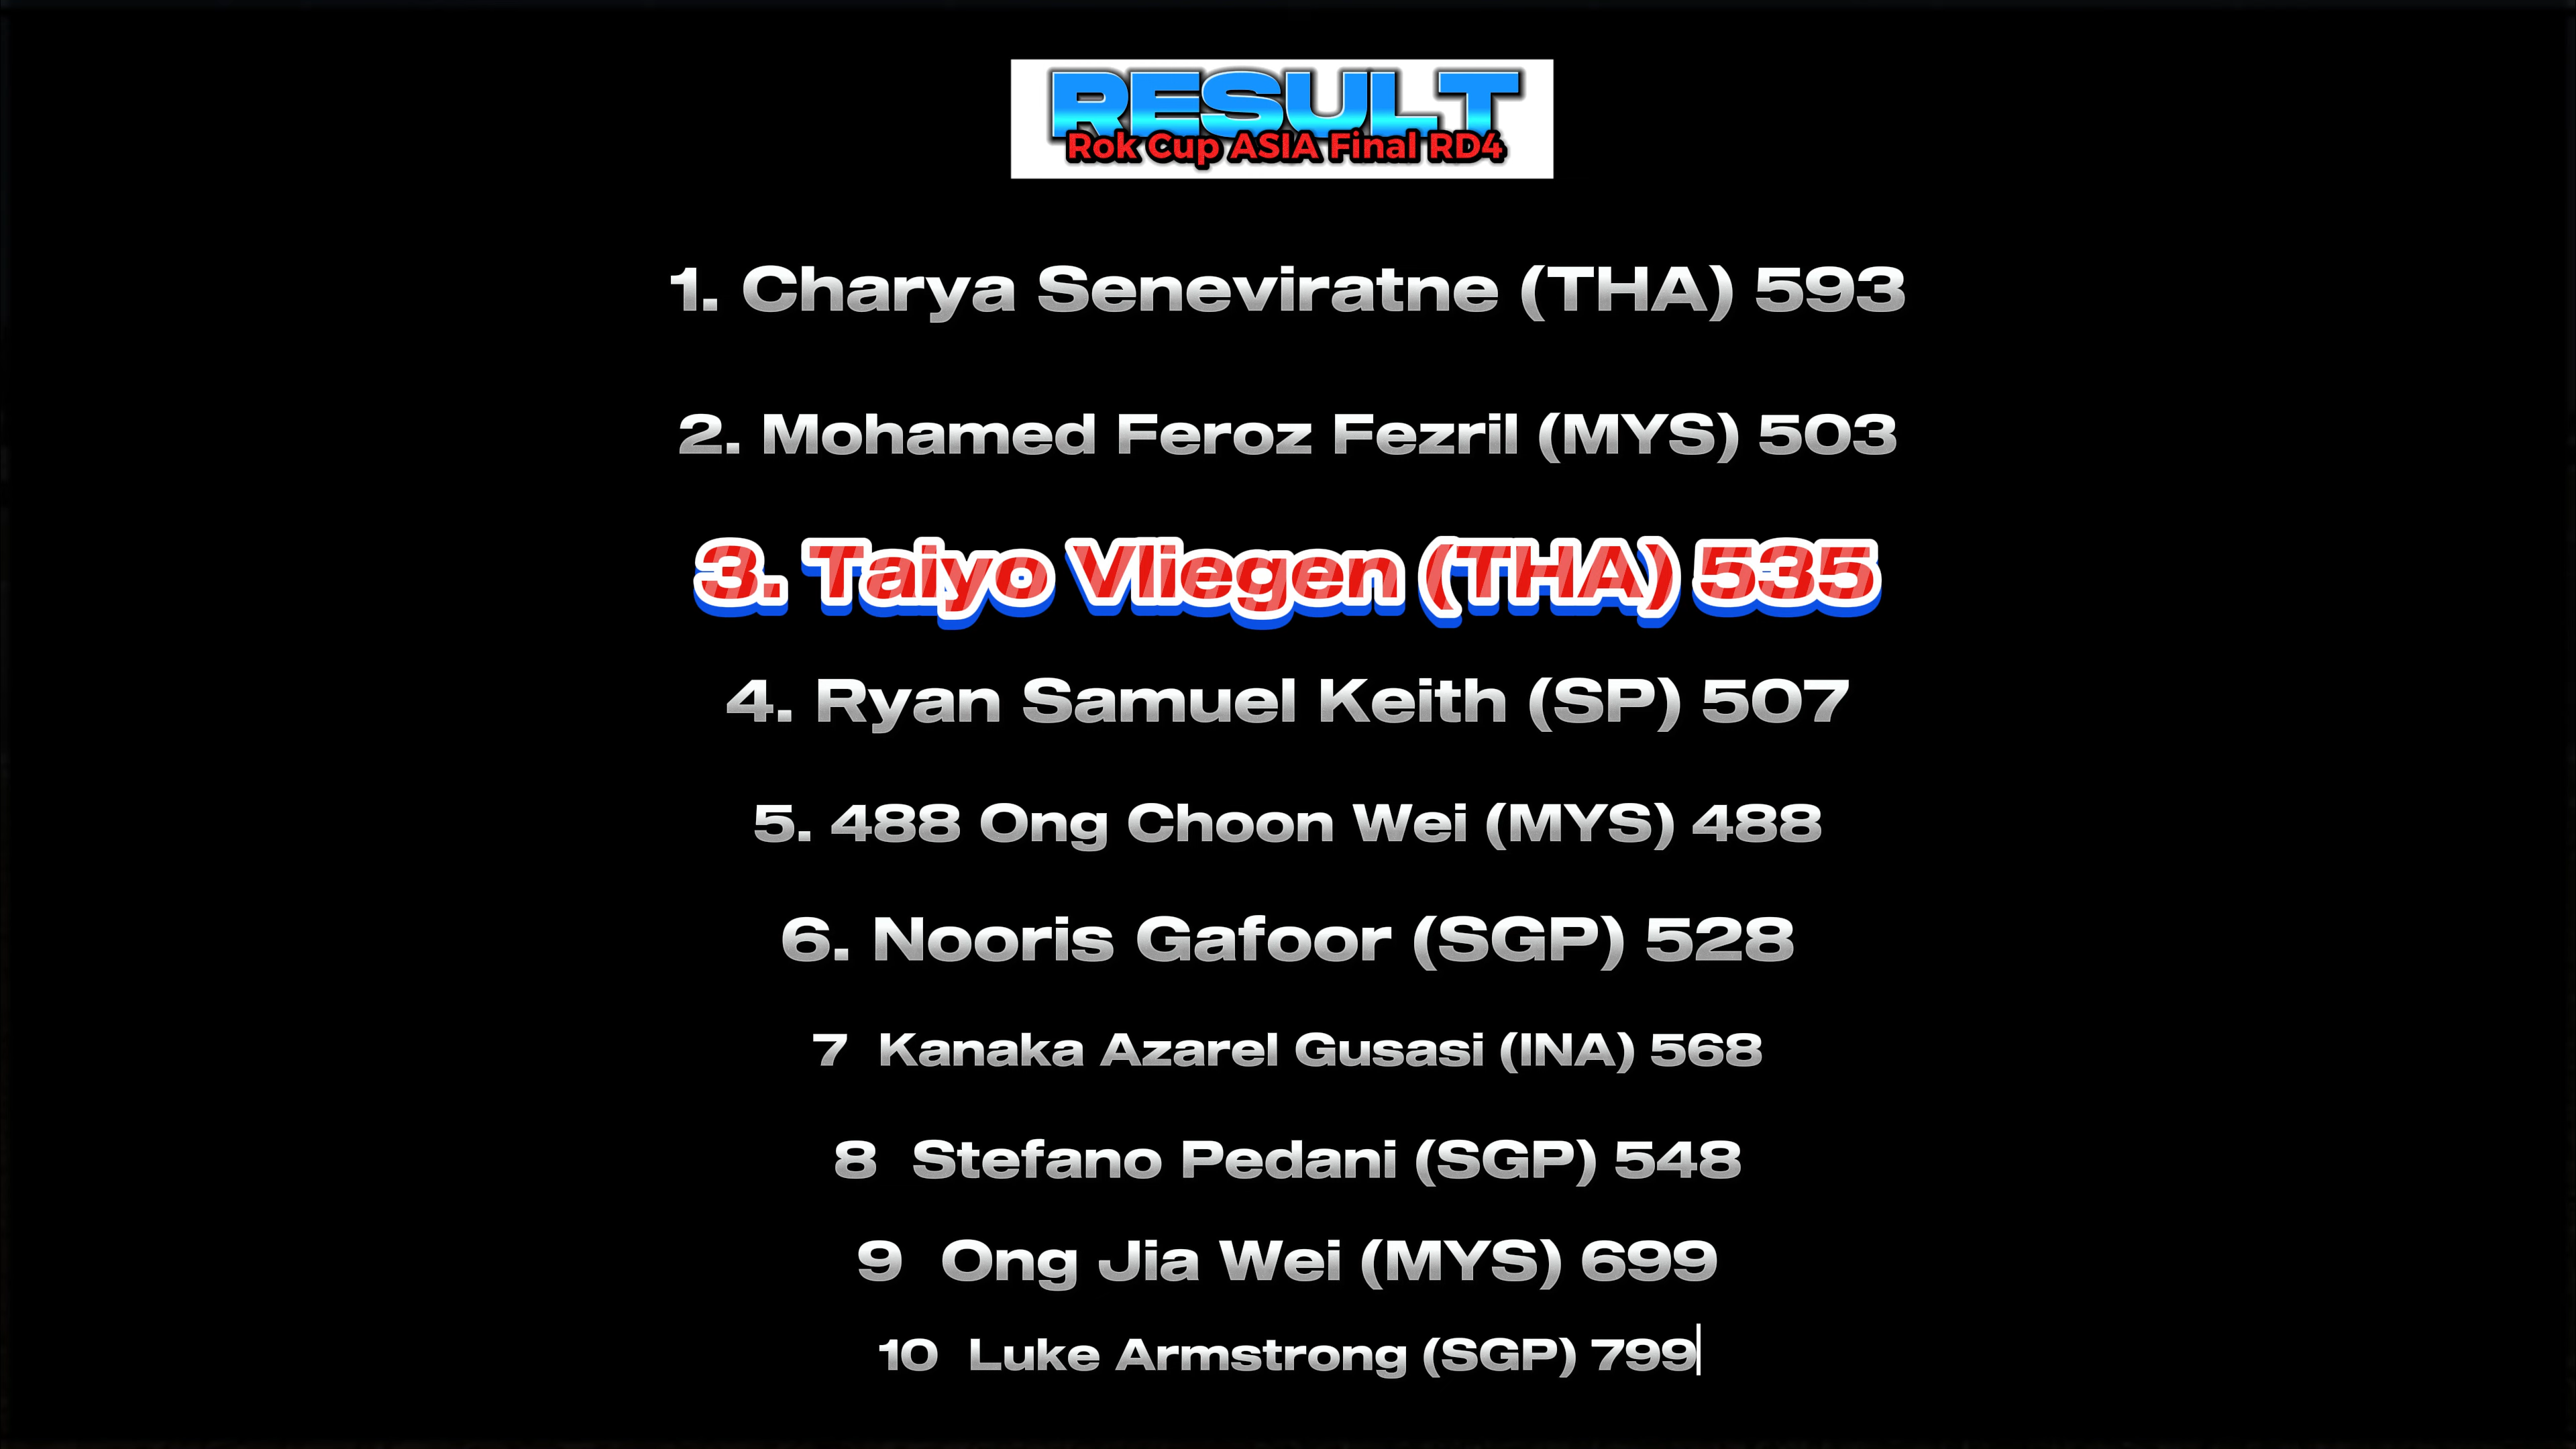 RESULT
Rok Cup ASIA Final RD4
1. Charya Seneviratne (THA) 593
2. Mohamed Feroz Fezril (MYS) 503
3. Taiyo Vliegen (THA) 535
4. Ryan Samuel Keith (SP) 507
5. 488 Ong Choon Wei (MYS) 488
6. Nooris Gafoor (SGP) 528
7 Kanaka Azarel Gusasi (INA) 568
8 Stefano Pedani (SGP) 548
9 Ong Jia Wei (MYS) 699
10 Luke Armstrong (SGP) 799